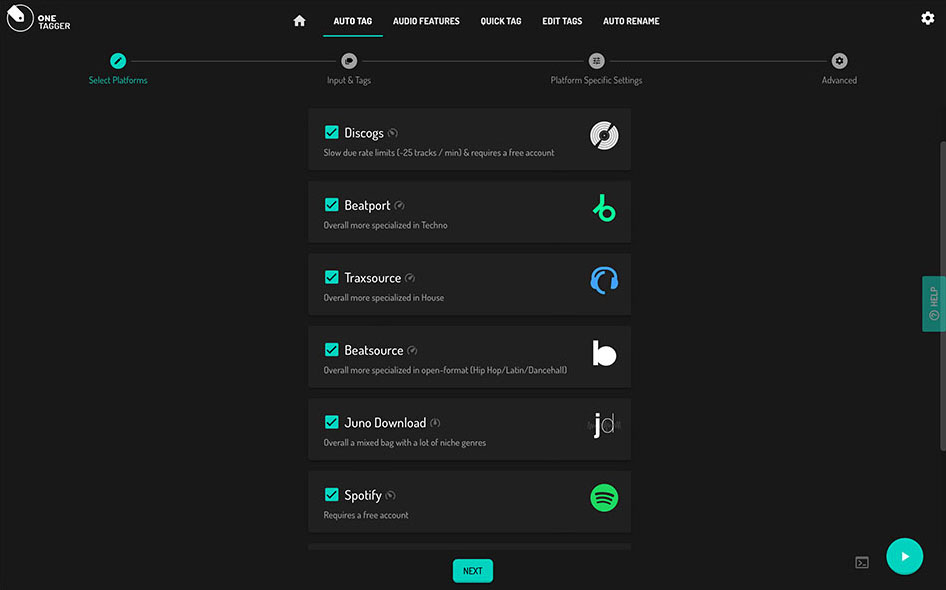 ONE
TAGGER
AUTO TAG
AUDIO FEATURES
QUICK TAG
EDIT TAGS
AUTO RENAME
Select Platforms
Input & Tags
Platform Specific Settings
Advanced
Discogs
Slow due rate limits (~25 tracks / min) & requires a free account
Beatport
Overall more specialized in Techno
Traxsource
Overall more specialized in House
Beatsource
Overall more specialized in open-format (Hip Hop/Latin/Dancehall)
Juno Download
Overall a mixed bag with a lot of niche genres
jd
Spotify
Requires a free account
HELP
NEXT